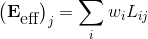 (𝐄_eff)_j = ∑_i w_i L_ij